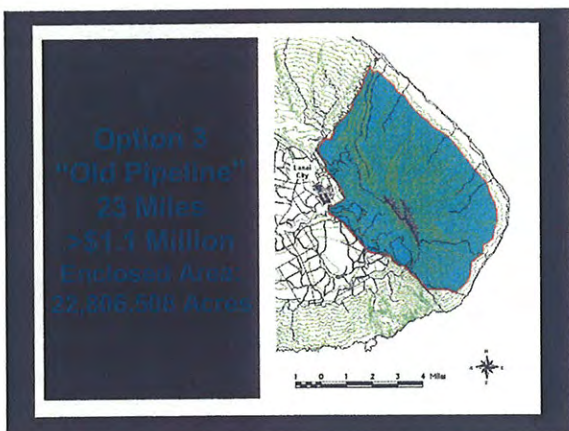 Option 3
"Old Pipeline"
23 Miles
>$1.1 Million
Enclosed Area:
Acres
Lanai
City
1 0 1 2 3 4 Miles